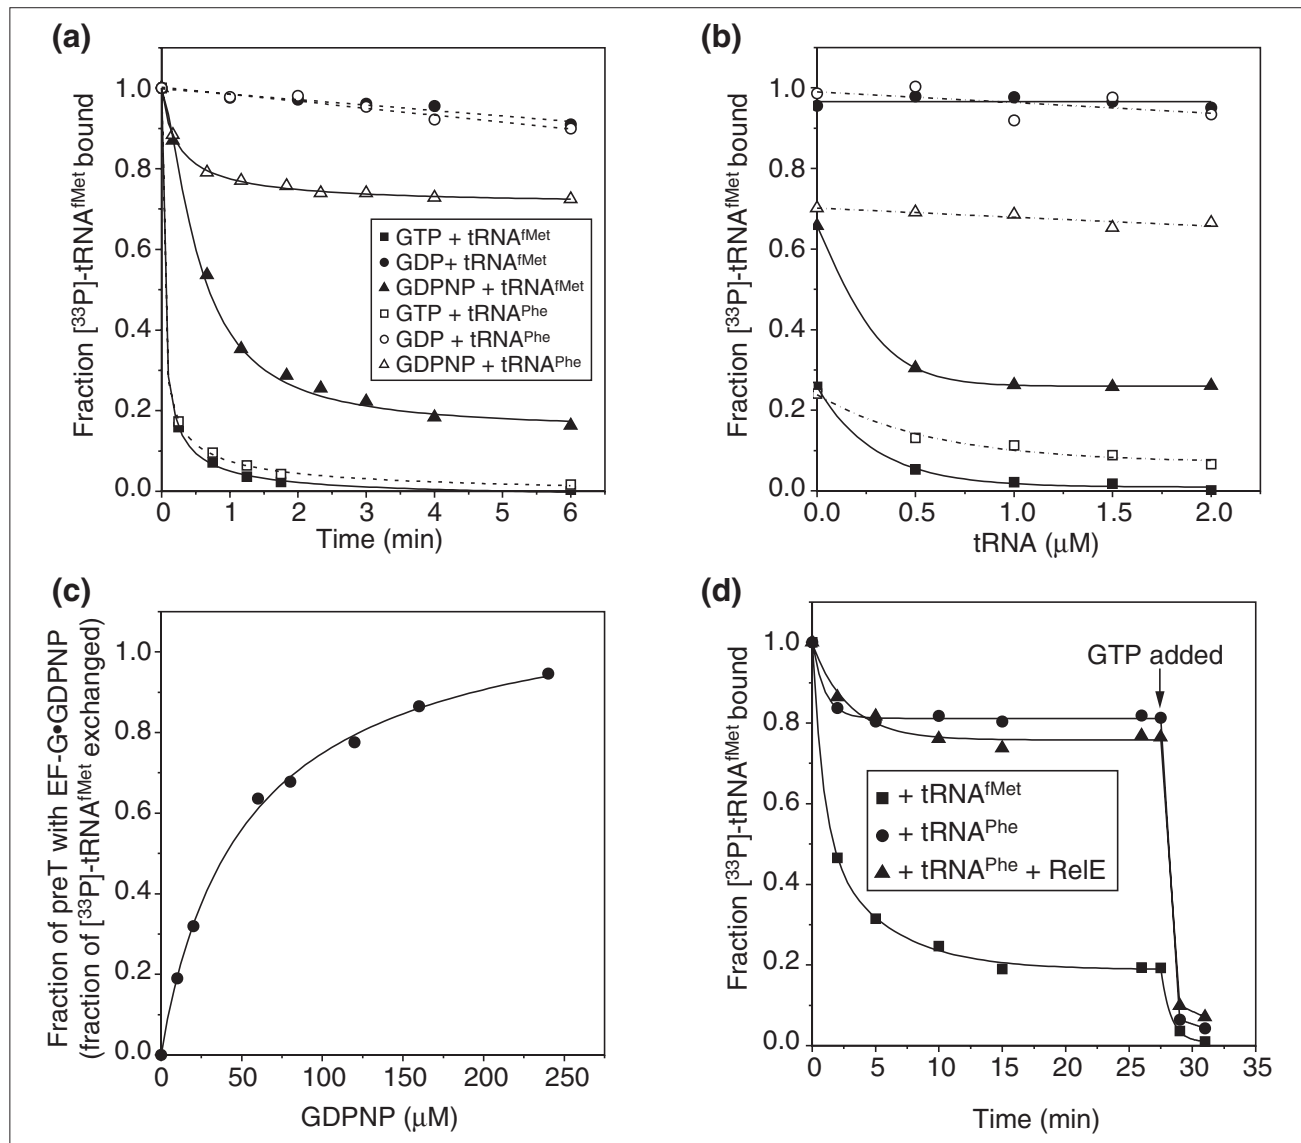 (a)
Fraction [³³P]-tRNAᶠᴹᵉᵗ bound
1.0
0.8
0.6
0.4
0.2
0.0
0 1 2 3 4 5 6
Time (min)
GTP + tRNAᶠᴹᵉᵗ
GDP+ tRNAᶠᴹᵉᵗ
GDPNP + tRNAᶠᴹᵉᵗ
GTP + tRNAᴾʰᵉ
GDP + tRNAᴾʰᵉ
GDPNP + tRNAᴾʰᵉ
(b)
Fraction [³³P]-tRNAᶠᴹᵉᵗ bound
1.0
0.8
0.6
0.4
0.2
0.0
0.0 0.5 1.0 1.5 2.0
tRNA (μM)
(c)
Fraction of preT with EF-G•GDPNP
(fraction of [³³P]-tRNAᶠᴹᵉᵗ exchanged)
1.0
0.8
0.6
0.4
0.2
0.0
0 50 100 150 200 250
GDPNP (μM)
(d)
Fraction [³³P]-tRNAᶠᴹᵉᵗ bound
1.0
0.8
0.6
0.4
0.2
0.0
GTP added
+ tRNAᶠᴹᵉᵗ
+ tRNAᴾʰᵉ
+ tRNAᴾʰᵉ + RelE
0 5 10 15 20 25 30 35
Time (min)